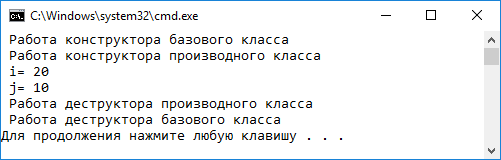 C:\Windows\system32\cmd.exe
Работа конструктора базового класса
Работа конструктора производного класса
i= 20
j= 10
Работа деструктора производного класса
Работа деструктора базового класса
Для продолжения нажмите любую клавишу . . .